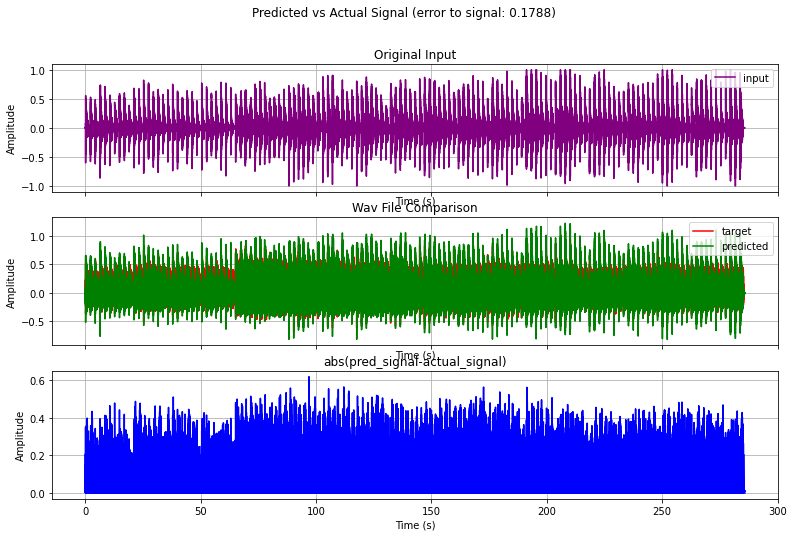 Predicted vs Actual Signal (error to signal: 0.1788)
Original Input
1.0
0.5
0.0
−0.5
−1.0
Amplitude
input
Time (s)
Wav File Comparison
1.0
0.5
0.0
−0.5
Amplitude
target
predicted
Time (s)
abs(pred_signal-actual_signal)
0.6
0.4
0.2
0.0
Amplitude
0 50 100 150 200 250 300
Time (s)